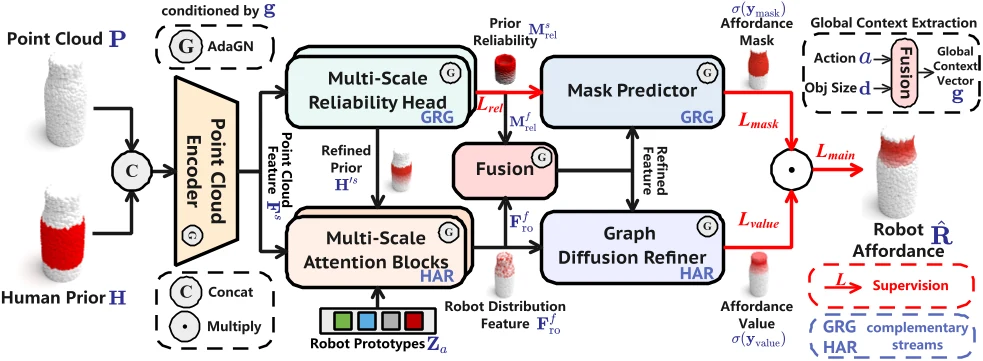 conditioned by g
G AdaGN
Point Cloud P
C
Human Prior H
Point Cloud
Encoder
G
C Concat
Multiply
Point Cloud
Feature F_s
Multi-Scale
Reliability Head
G
GRG
Refined
Prior
H'^s
Multi-Scale
Attention Blocks
G
HAR
Robot Prototypes Z_a
Prior
Reliability M^s_rel
L_rel
M^f_rel
Fusion
G
F^f_ro
Robot Distribution
Feature F^f_ro
Refined
Feature
Mask Predictor
G
GRG
Graph
Diffusion Refiner
G
HAR
σ(y_mask)
Affordance
Mask
L_mask
L_value
Affordance
Value
σ(y_value)
L_main
Global Context Extraction
Action a
Obj Size d
Fusion
Global
Context
Vector
g
Robot
Affordance R̂
L Supervision
GRG
HAR
complementary
streams